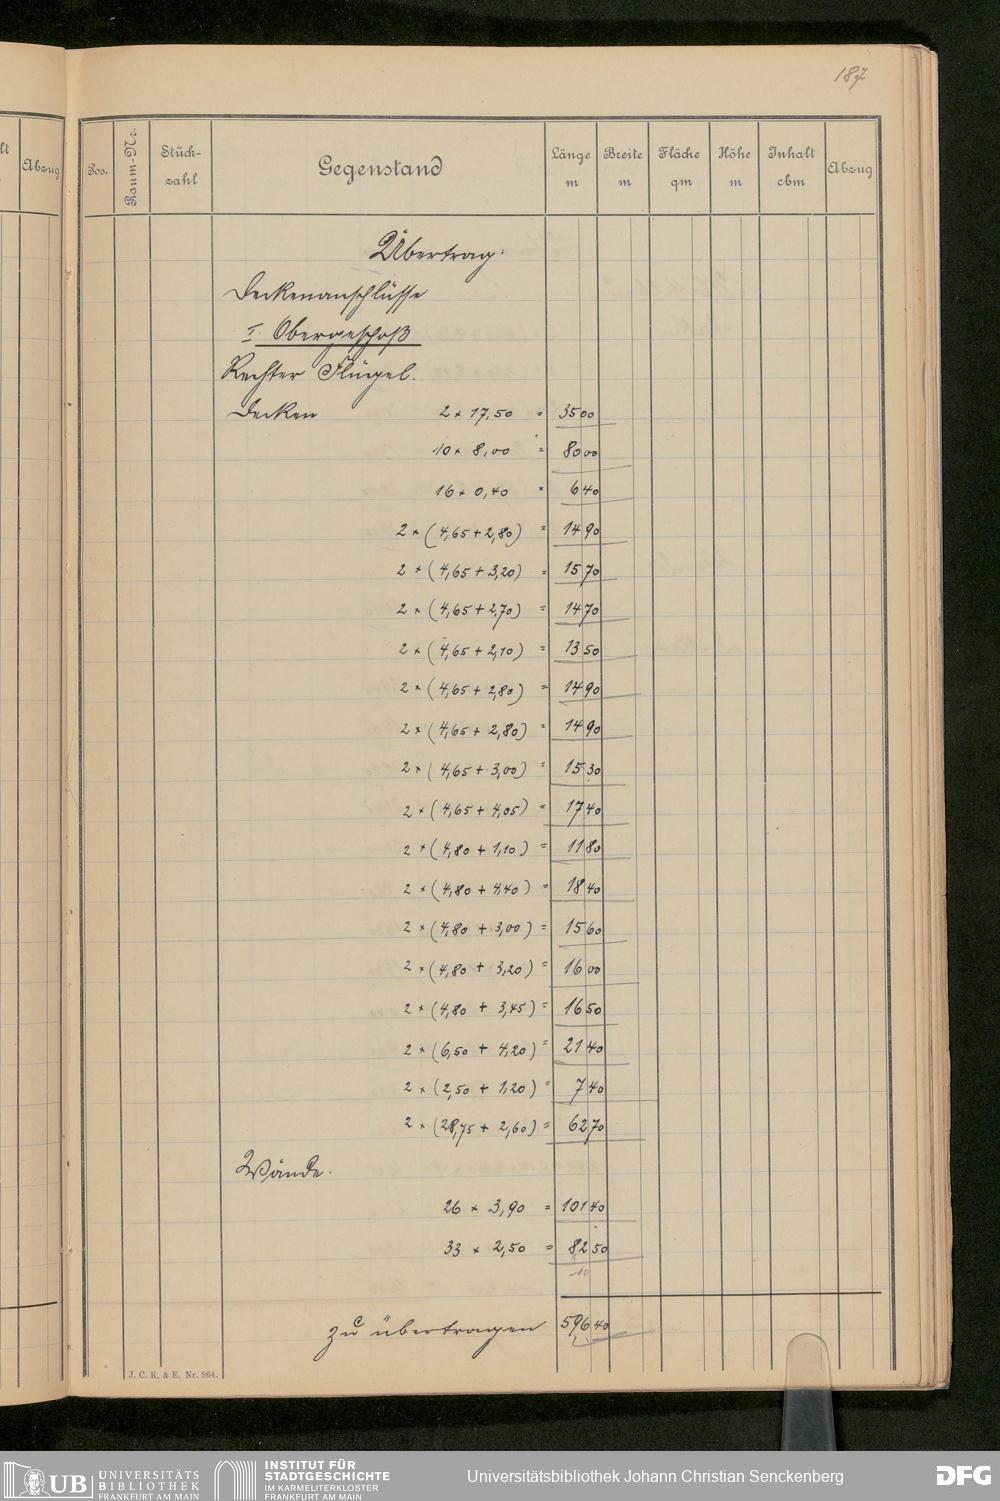 187
lt
Abzug
Pos.
Raum-Nr.
Stück-
zahl
Gegenstand
Länge
m
Breite
m
Fläche
qm
Höhe
m
Inhalt
cbm
Abzug
Übertrag:
Deckenanschlüsse
I. Obergeschoß
Rechter Flügel.
Decken 2 × 17,50 = 35 00
10 × 8,00 = 80 00
16 × 0,40 = 6 40
2 × (4,65 + 2,80) = 14 90
2 × (4,65 + 3,20) = 15 70
2 × (4,65 + 2,70) = 14 70
2 × (4,65 + 2,10) = 13 50
2 × (4,65 + 2,80) = 14 90
2 × (4,65 + 2,80) = 14 90
2 × (4,65 + 3,00) = 15 30
2 × (4,65 + 4,05) = 17 40
2 × (4,80 + 1,10) = 11 80
2 × (4,80 + 4,40) = 18 40
2 × (4,80 + 3,00) = 15 60
2 × (4,80 + 3,20) = 16 00
2 × (4,80 + 3,45) = 16 50
2 × (6,50 + 4,20) = 21 40
2 × (2,50 + 1,20) = 7 40
2 × (28,75 + 2,60) = 62 70
Wände.
26 × 3,90 = 101 40
33 × 2,50 = 82 50
10
zu übertragen 596 40
J. C. K. & E. Nr. 864.
UB UNIVERSITÄTS
BIBLIOTHEK
FRANKFURT AM MAIN
INSTITUT FÜR
STADTGESCHICHTE
IM KARMELITERKLOSTER
FRANKFURT AM MAIN
Universitätsbibliothek Johann Christian Senckenberg
DFG